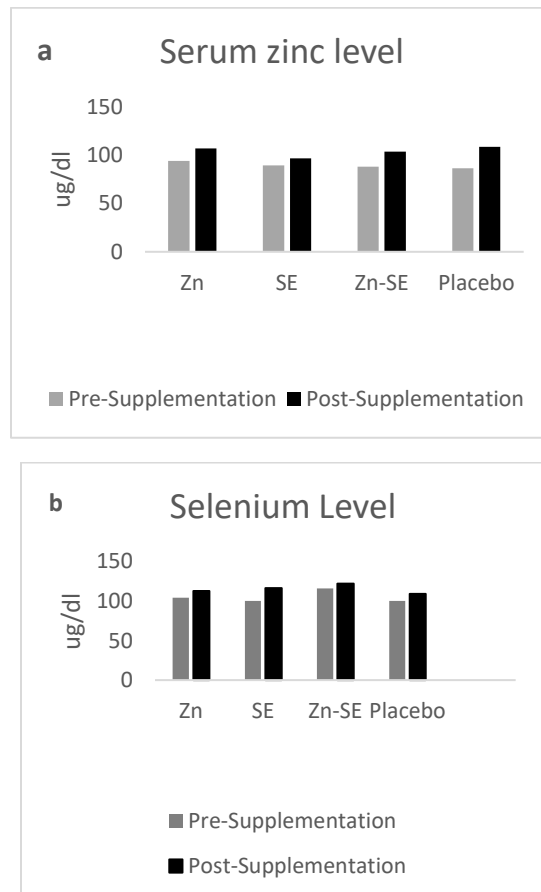 a Serum zinc level
150
100
50
0
ug/dl
Zn SE Zn-SE Placebo
Pre-Supplementation Post-Supplementation
b Selenium Level
150
100
50
0
ug/dl
Zn SE Zn-SE Placebo
Pre-Supplementation
Post-Supplementation